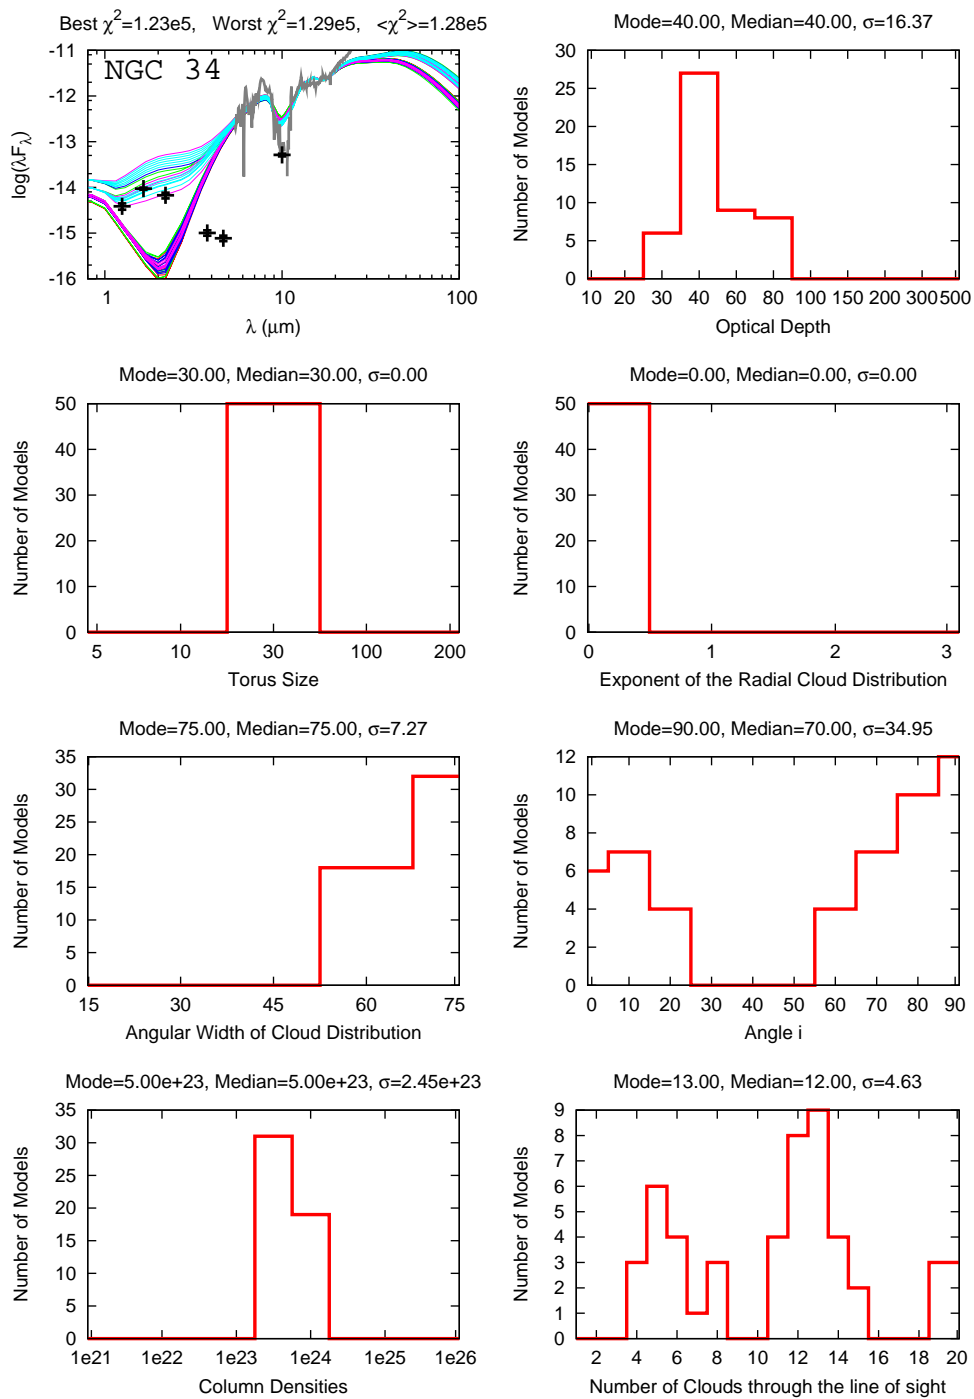 Best χ²=1.23e5, Worst χ²=1.29e5, <χ²>=1.28e5
NGC 34
log(λFλ)
-11
-12
-13
-14
-15
-16
1 10 100
λ (μm)
Mode=40.00, Median=40.00, σ=16.37
Number of Models
30
25
20
15
10
5
0
10 20 30 40 60 80 100 150 200 300 500
Optical Depth
Mode=30.00, Median=30.00, σ=0.00
Number of Models
50
40
30
20
10
0
5 10 30 100 200
Torus Size
Mode=0.00, Median=0.00, σ=0.00
Number of Models
50
40
30
20
10
0
0 1 2 3
Exponent of the Radial Cloud Distribution
Mode=75.00, Median=75.00, σ=7.27
Number of Models
35
30
25
20
15
10
5
0
15 30 45 60 75
Angular Width of Cloud Distribution
Mode=90.00, Median=70.00, σ=34.95
Number of Models
12
10
8
6
4
2
0
0 10 20 30 40 50 60 70 80 90
Angle i
Mode=5.00e+23, Median=5.00e+23, σ=2.45e+23
Number of Models
35
30
25
20
15
10
5
0
1e21 1e22 1e23 1e24 1e25 1e26
Column Densities
Mode=13.00, Median=12.00, σ=4.63
Number of Models
9
8
7
6
5
4
3
2
1
0
2 4 6 8 10 12 14 16 18 20
Number of Clouds through the line of sight